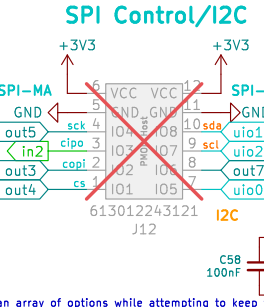 SPI Control/I2C
+3V3 +3V3
SPI-MA SPI-
6 VCC VCC 12
GND 5 GND GND 11 GND
out5 sck 4 IO4 IO8 10 sda uio1
in2 cipo 3 IO3 IO7 9 scl uio2
out3 copi 2 IO2 IO6 8 out7
out4 cs 1 IO1 IO5 7 uio0
PMOD Host
613012243121
I2C
J12
C58
100nF
an array of options while attempting to keep